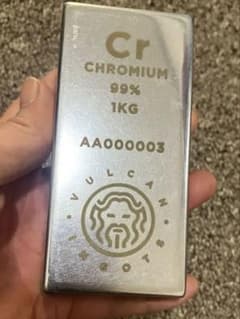 Cr
CHROMIUM
99%
1KG
AA000003
VULCAN
INGOTS